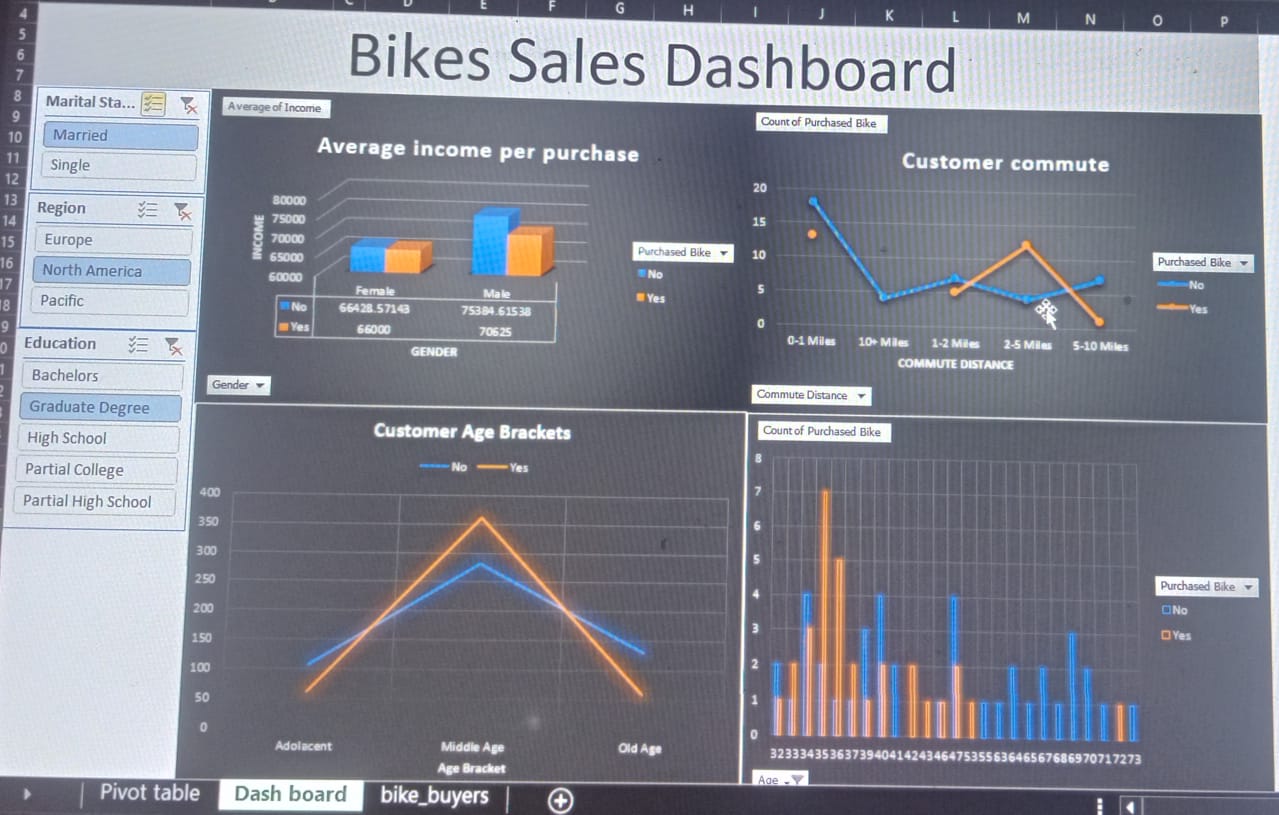 E F G H I J K L M N O P
4
5
6
7
8
9
10
11
12
13
14
15
16
17
18
Bikes Sales Dashboard
Marital Sta...
Married
Single
Region
Europe
North America
Pacific
Education
Bachelors
Graduate Degree
High School
Partial College
Partial High School
Average of Income
Average income per purchase
80000
75000
70000
65000
60000
INCOME
Female Male
No 66428.57143 75384.61538
Yes 66000 70625
GENDER
Purchased Bike
No
Yes
Gender
Count of Purchased Bike
Customer commute
20
15
10
5
0
0-1 Miles 10+ Miles 1-2 Miles 2-5 Miles 5-10 Miles
COMMUTE DISTANCE
Purchased Bike
No
Yes
Commute Distance
Customer Age Brackets
No Yes
400
350
300
250
200
150
100
50
0
Adolacent Middle Age Old Age
Age Bracket
Count of Purchased Bike
8
7
6
5
4
3
2
1
0
323334353637394041424346475355636465667686970717273
Purchased Bike
No
Yes
Age
Pivot table Dash board bike_buyers